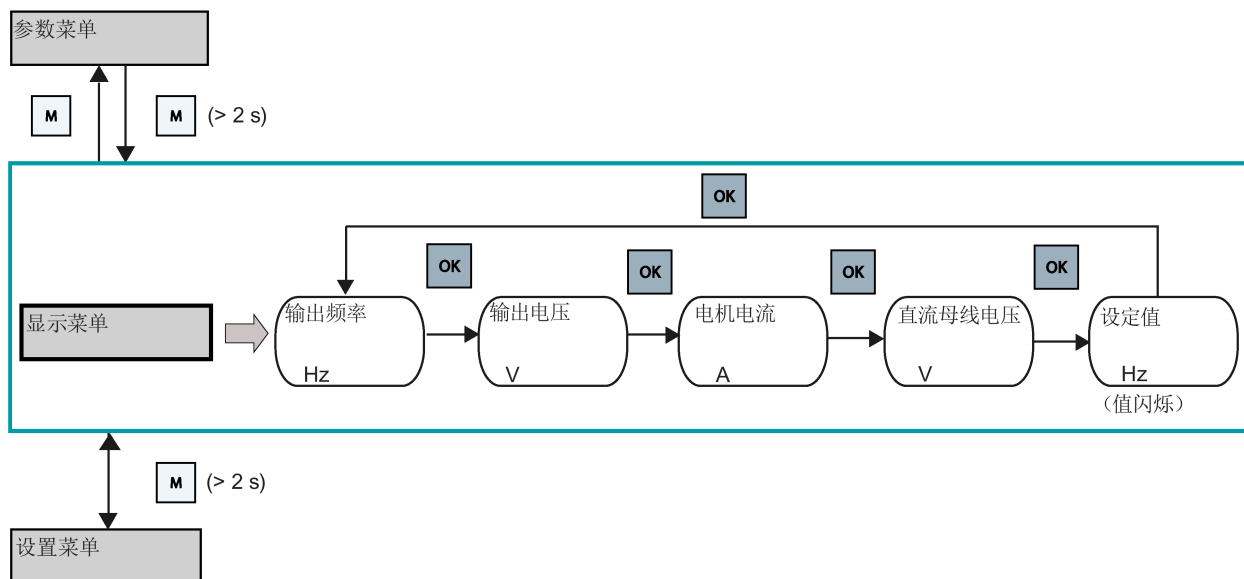 参数菜单
M
M (> 2 s)
OK
OK
OK
OK
OK
显示菜单
输出频率
Hz
输出电压
V
电机电流
A
直流母线电压
V
设定值
Hz
（值闪烁）
M (> 2 s)
设置菜单